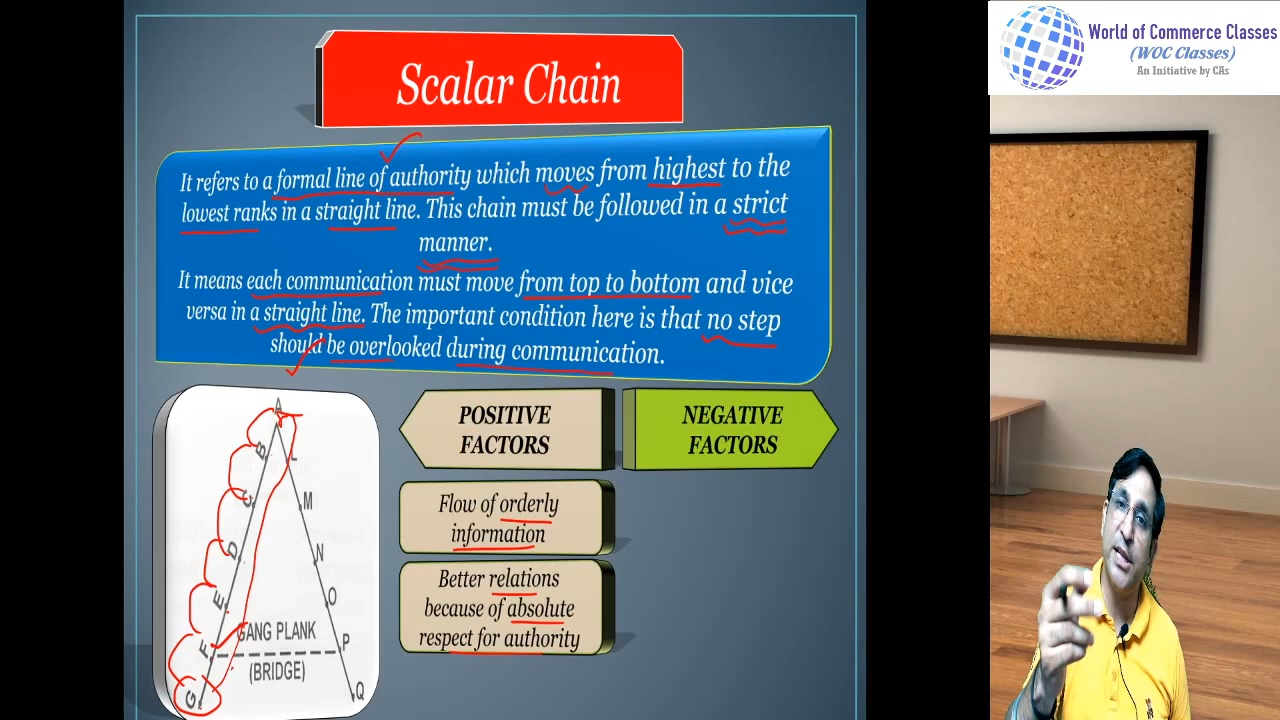 World of Commerce Classes
(WOC Classes)
An Initiative by CAs
Scalar Chain
It refers to a formal line of authority which moves from highest to the
lowest ranks in a straight line. This chain must be followed in a strict
manner.
It means each communication must move from top to bottom and vice
versa in a straight line. The important condition here is that no step
should be overlooked during communication.
A
B
L
C
M
D
N
E
O
F
GANG PLANK
P
(BRIDGE)
G
Q
POSITIVE
FACTORS
NEGATIVE
FACTORS
Flow of orderly
information
Better relations
because of absolute
respect for authority